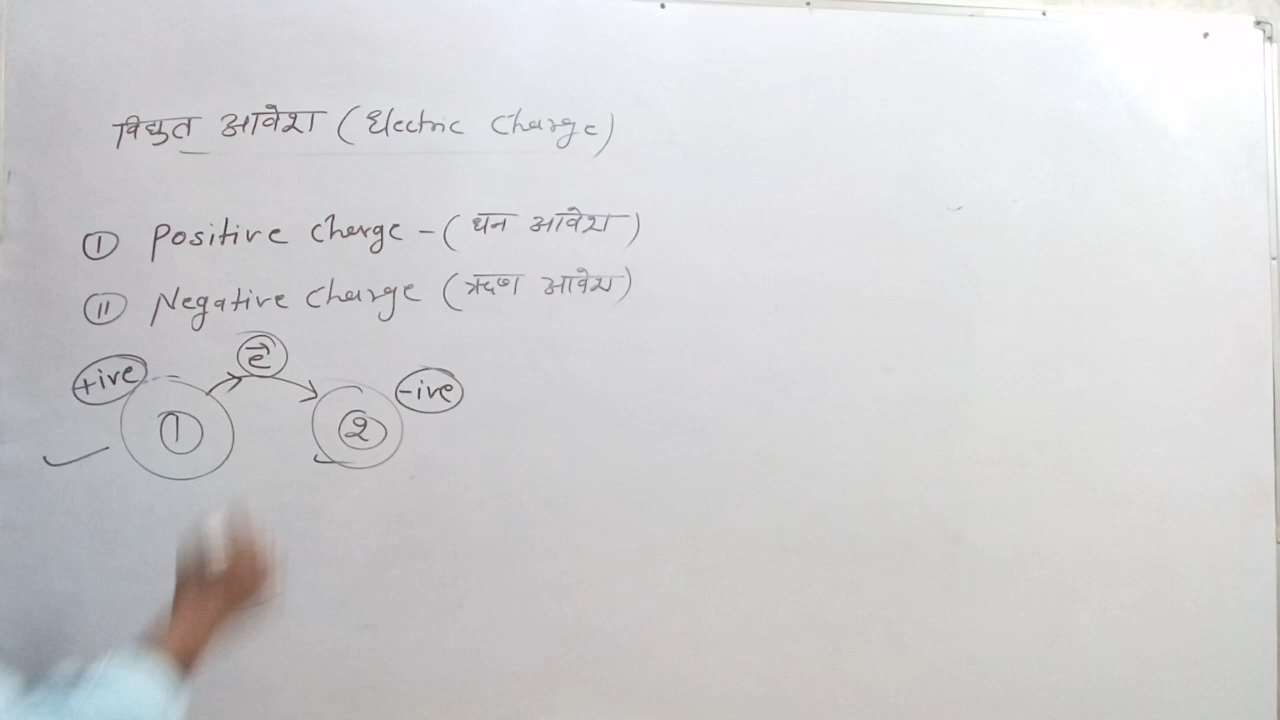 विद्युत आवेश (Electric Charge)
I Positive Charge - (धन आवेश)
II Negative Charge (ऋण आवेश)
+ive e -ive
1 2